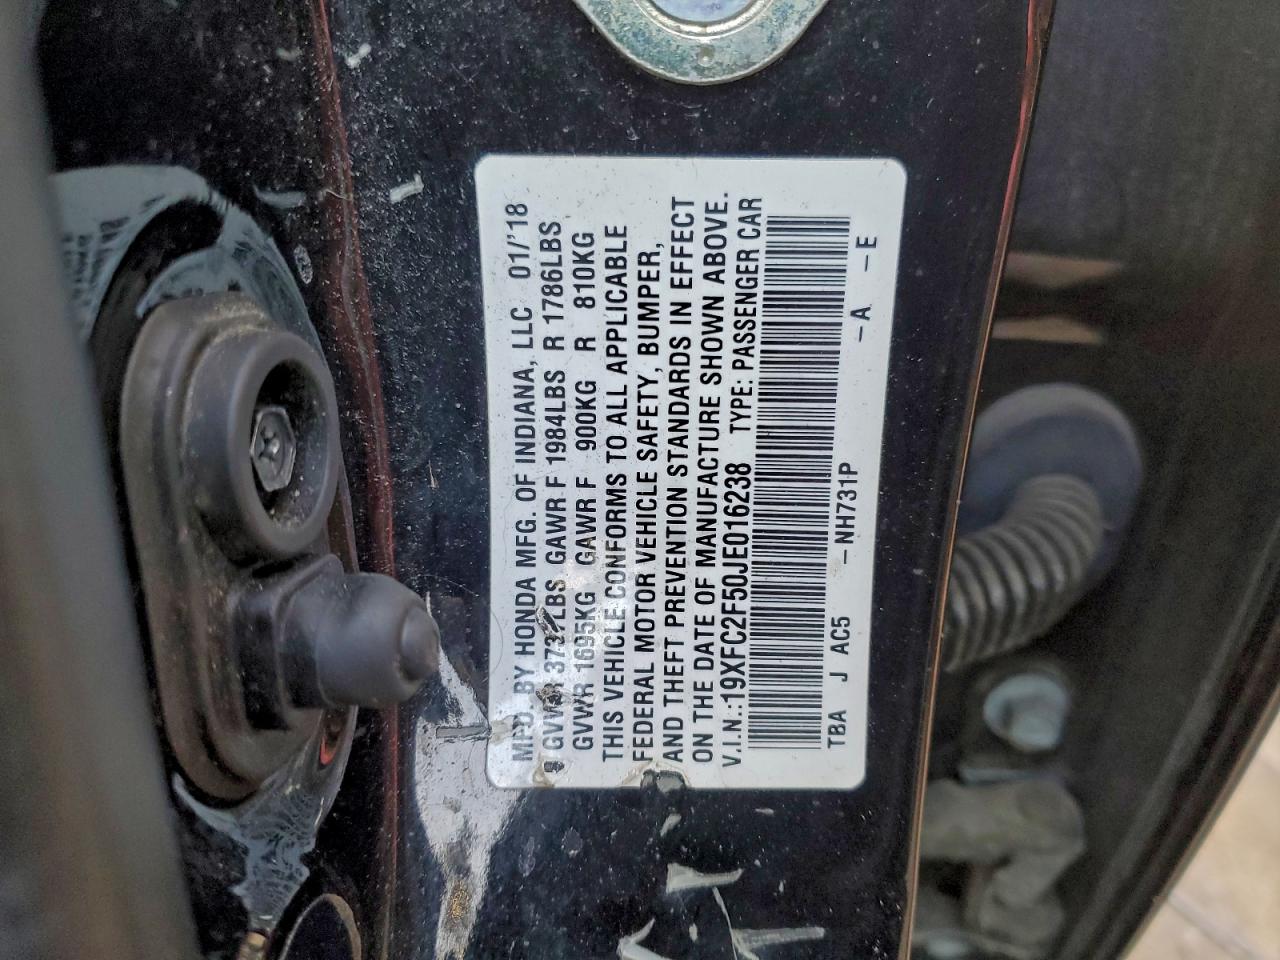 MFD. BY HONDA MFG. OF INDIANA, LLC 01/'18
GVWR 3737LBS GAWR F 1984LBS R 1786LBS
GVWR 1695KG GAWR F 900KG R 810KG
THIS VEHICLE CONFORMS TO ALL APPLICABLE
FEDERAL MOTOR VEHICLE SAFETY, BUMPER,
AND THEFT PREVENTION STANDARDS IN EFFECT
ON THE DATE OF MANUFACTURE SHOWN ABOVE.
V.I.N.:19XFC2F50JE016238 TYPE: PASSENGER CAR
TBA J AC5 -NH731P -A -E